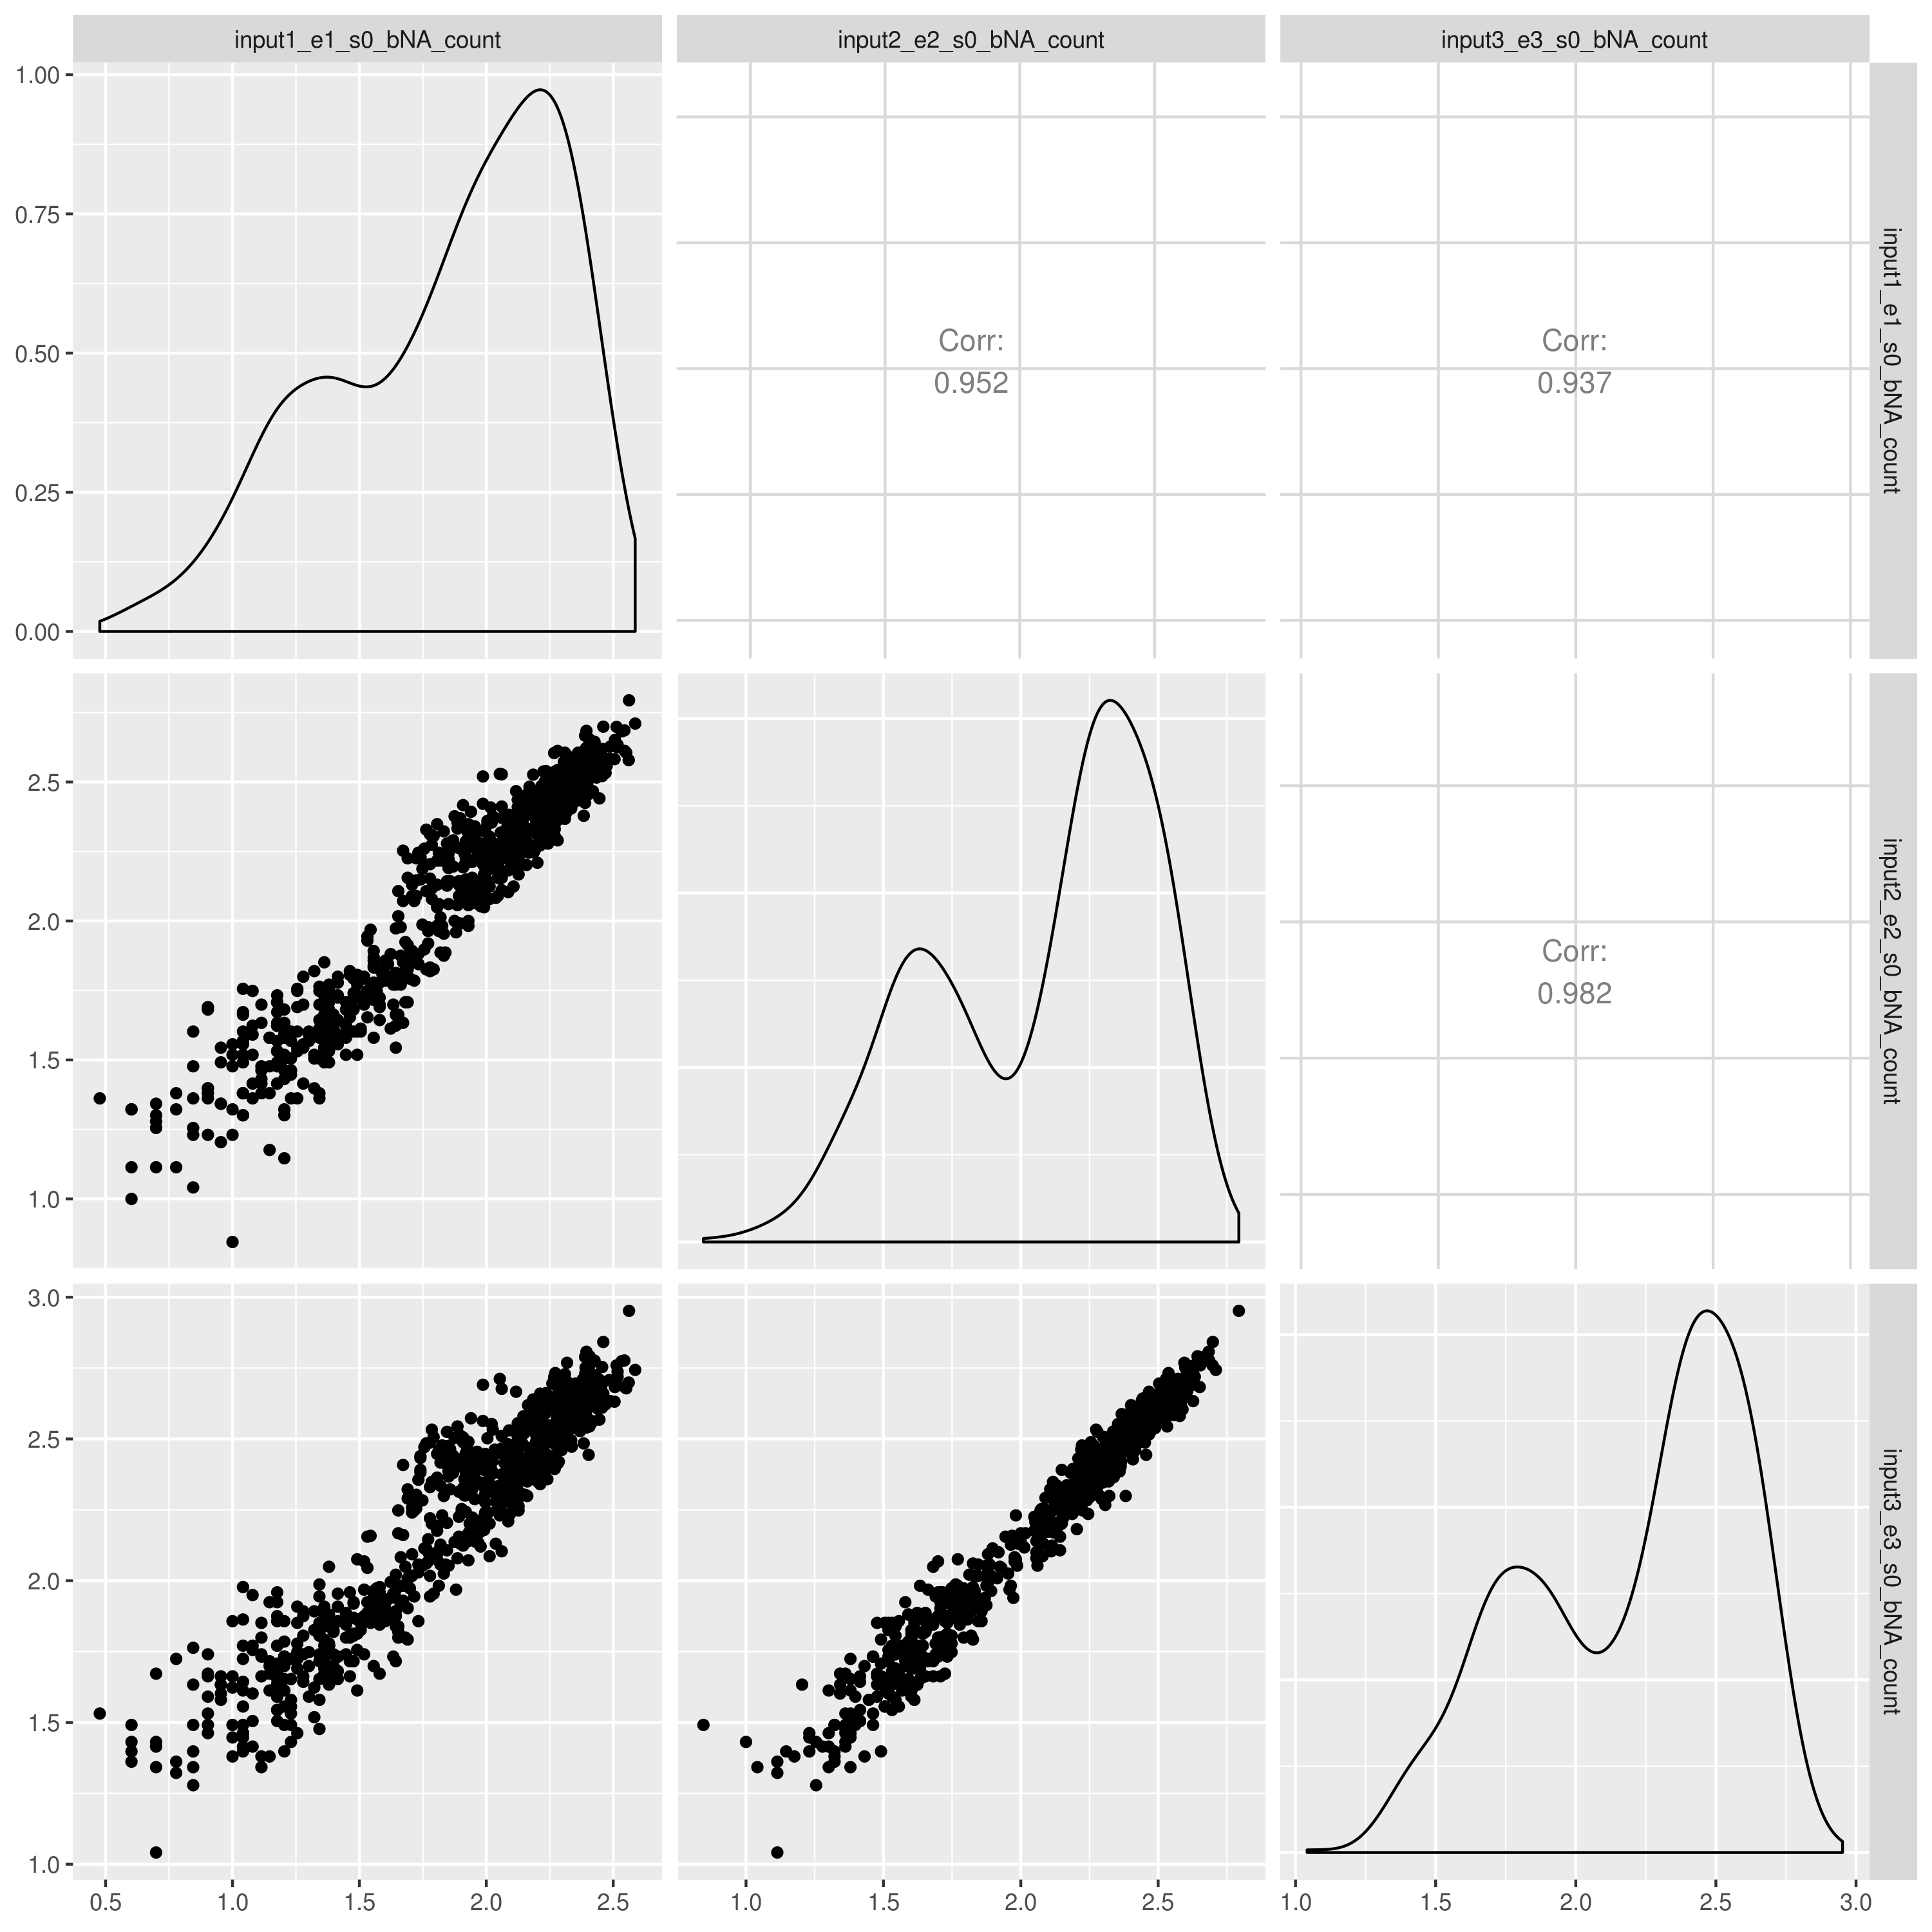 input1_e1_s0_bNA_count
input2_e2_s0_bNA_count
input3_e3_s0_bNA_count
1.00
0.75
0.50
0.25
0.00
Corr:
0.952
Corr:
0.937
input1_e1_s0_bNA_count
2.5
2.0
1.5
1.0
Corr:
0.982
input2_e2_s0_bNA_count
3.0
2.5
2.0
1.5
1.0
input3_e3_s0_bNA_count
0.5 1.0 1.5 2.0 2.5
1.0 1.5 2.0 2.5
1.0 1.5 2.0 2.5 3.0